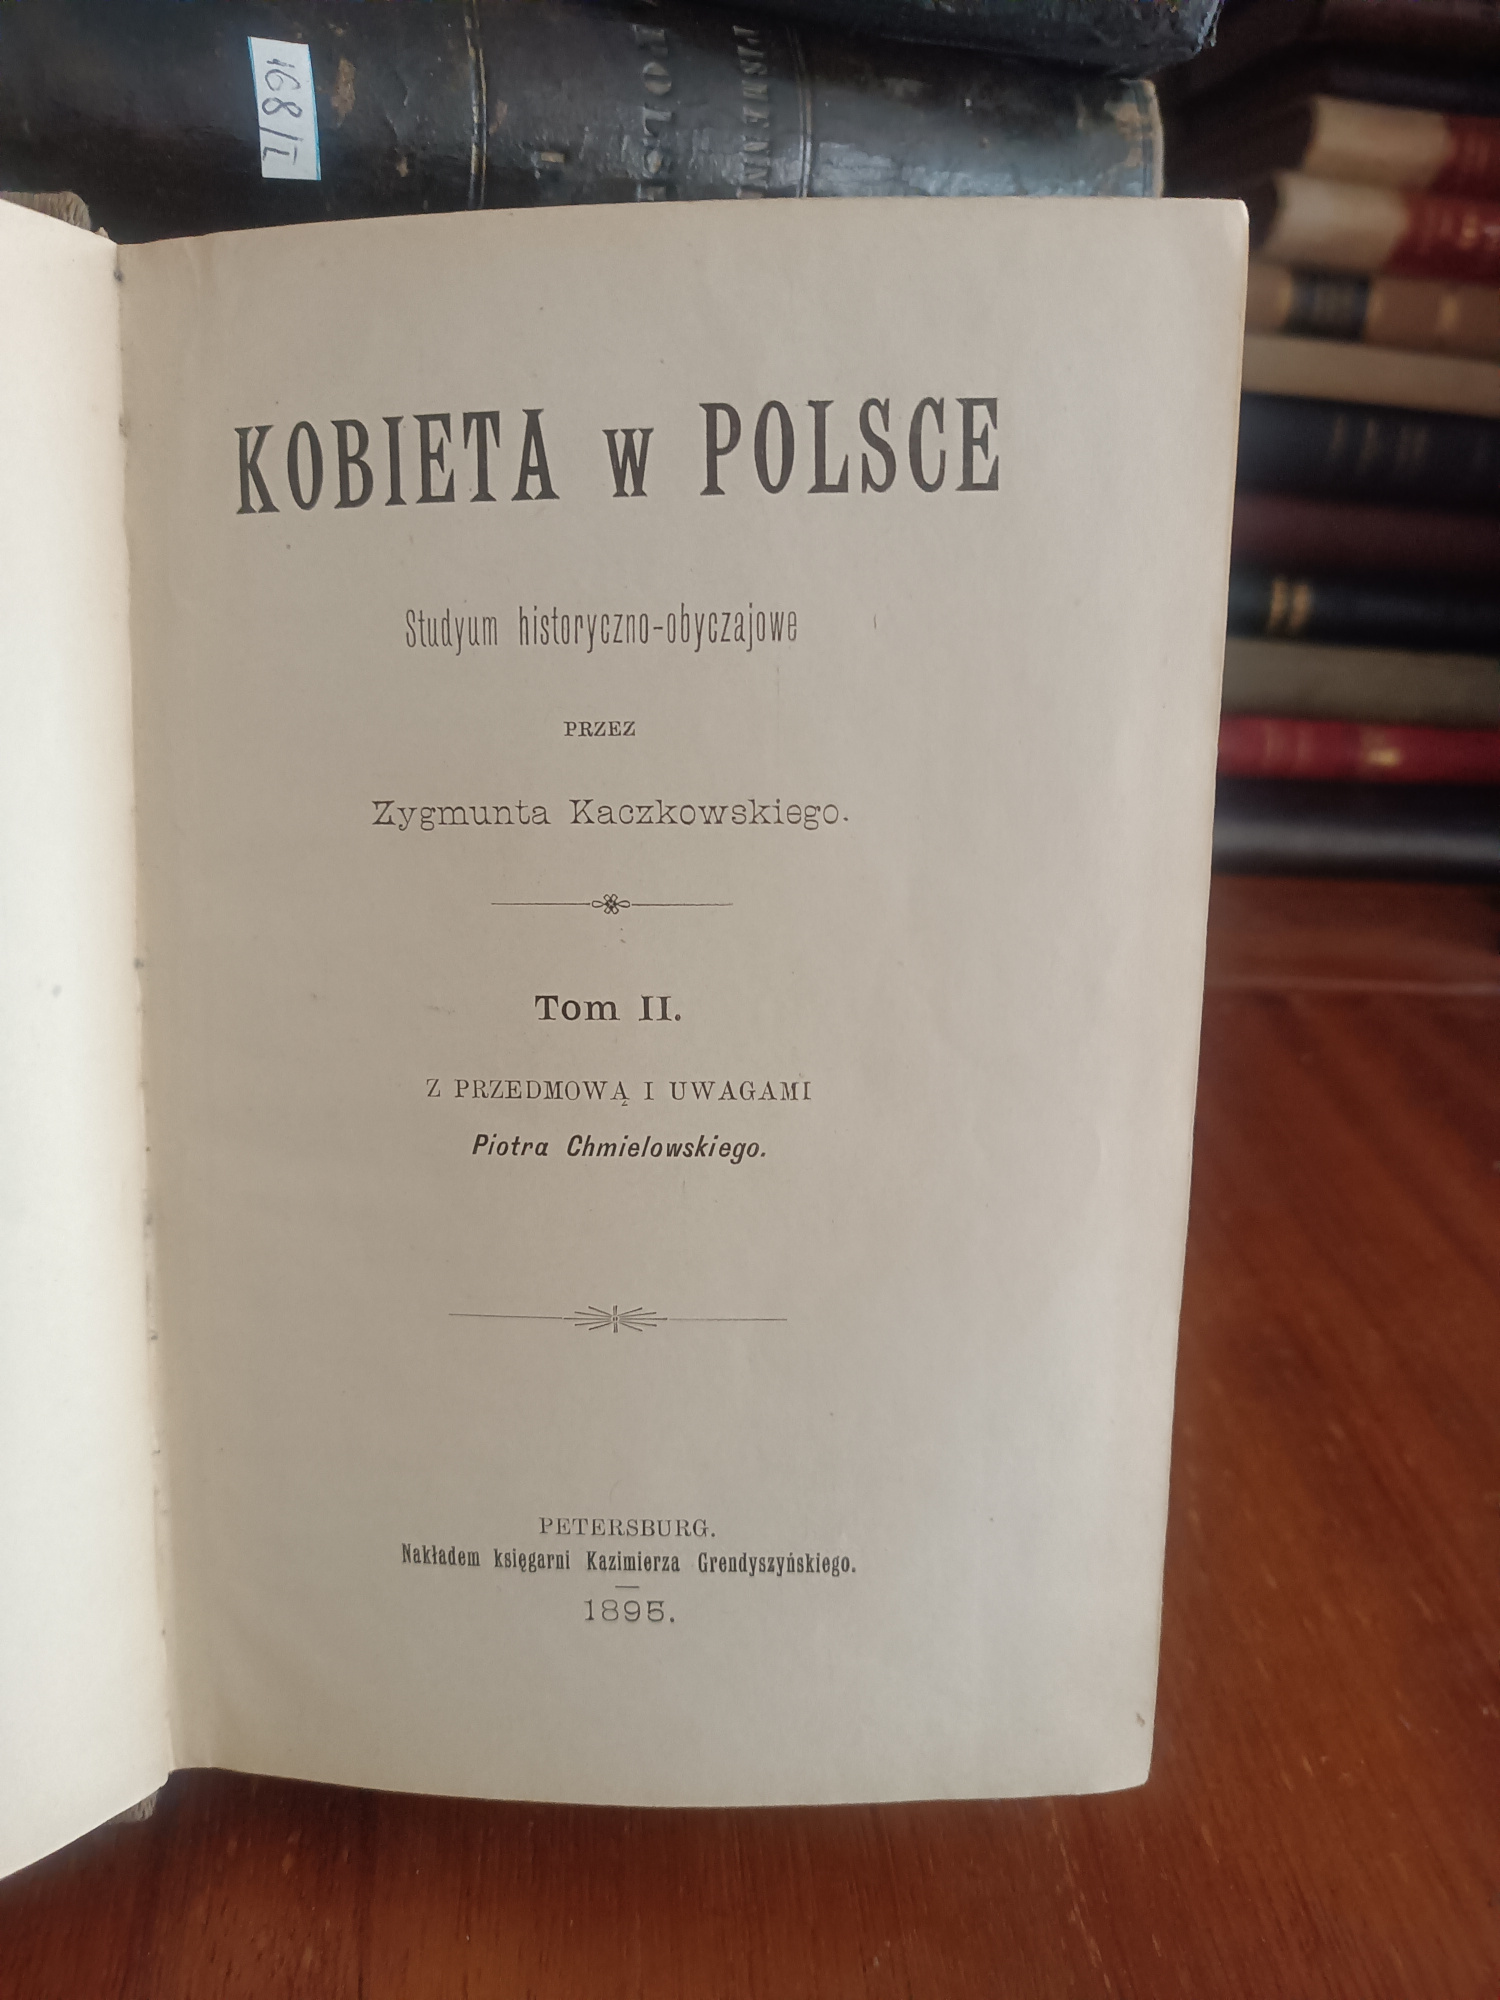 168/I
KOBIETA w POLSCE
Studyum historyczno-obyczajowe
PRZEZ
Zygmunta Kaczkowskiego.
Tom II.
Z PRZEDMOWĄ I UWAGAMI
Piotra Chmielowskiego.
PETERSBURG.
Nakładem księgarni Kazimierza Grendyszyńskiego.
1895.